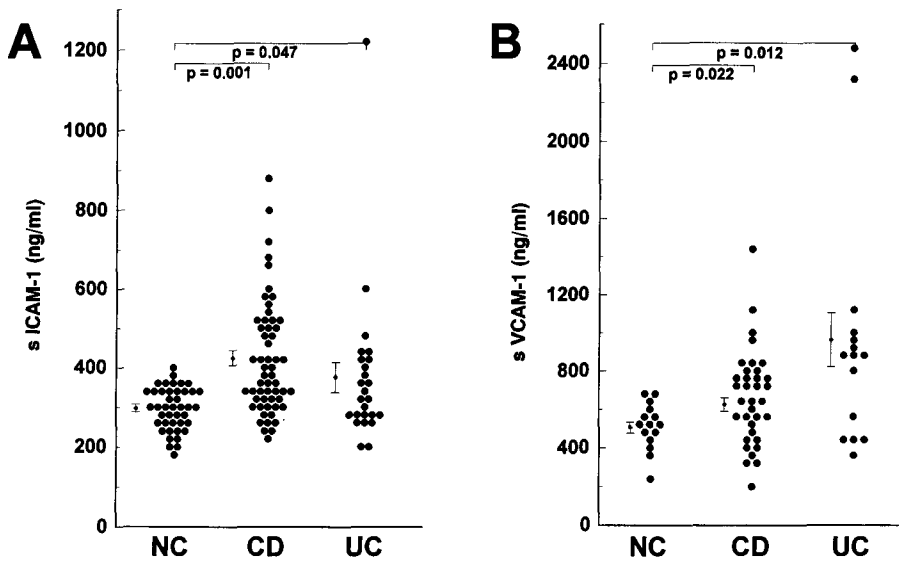 A
s ICAM-1 (ng/ml)
1200
1000
800
600
400
200
0
p = 0.047
p = 0.001
NC CD UC
B
s VCAM-1 (ng/ml)
2400
2000
1600
1200
800
400
0
p = 0.012
p = 0.022
NC CD UC